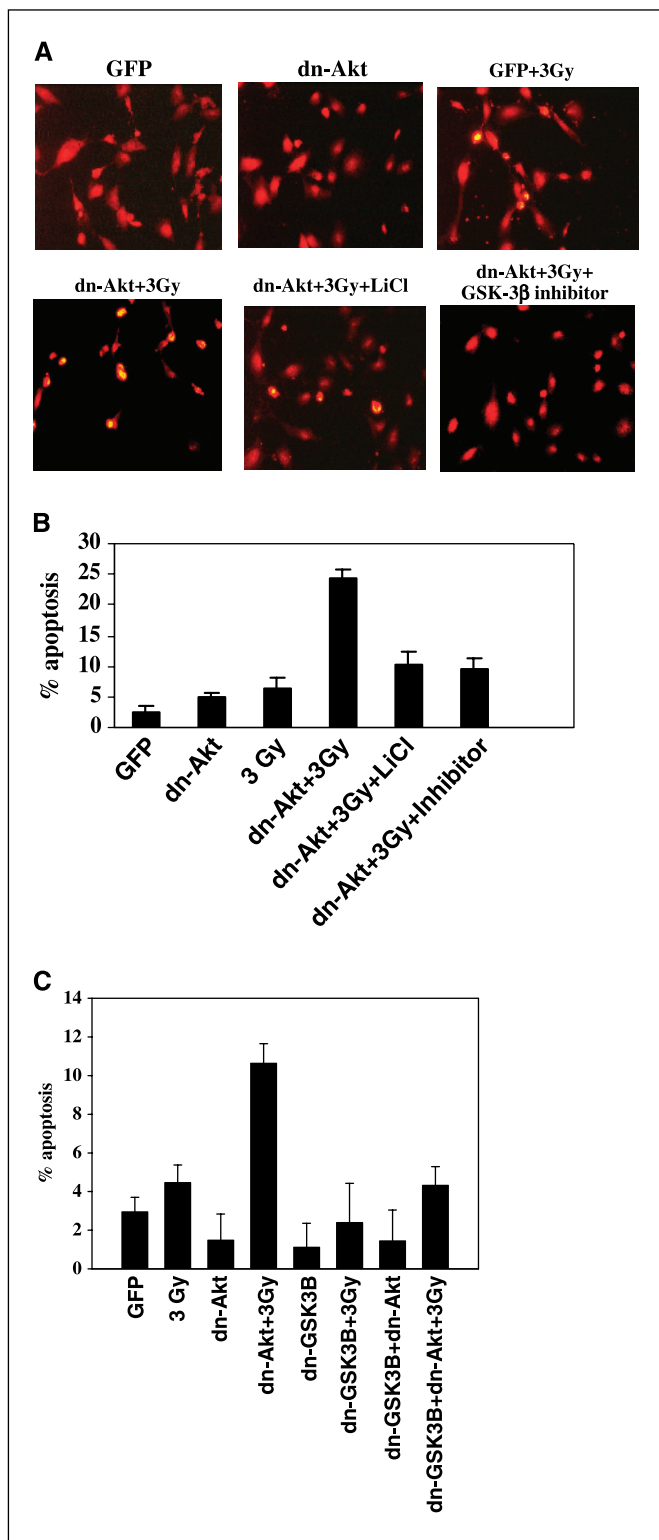 A
GFP
dn-Akt
GFP+3Gy
dn-Akt+3Gy
dn-Akt+3Gy+LiCl
dn-Akt+3Gy+
GSK-3β inhibitor
B
% apoptosis
30
25
20
15
10
5
0
GFP
dn-Akt
3 Gy
dn-Akt+3Gy
dn-Akt+3Gy+LiCl
dn-Akt+3Gy+Inhibitor
C
% apoptosis
14
12
10
8
6
4
2
0
GFP
3 Gy
dn-Akt
dn-Akt+3Gy
dn-GSK3B
dn-GSK3B+3Gy
dn-GSK3B+dn-Akt
dn-GSK3B+dn-Akt+3Gy